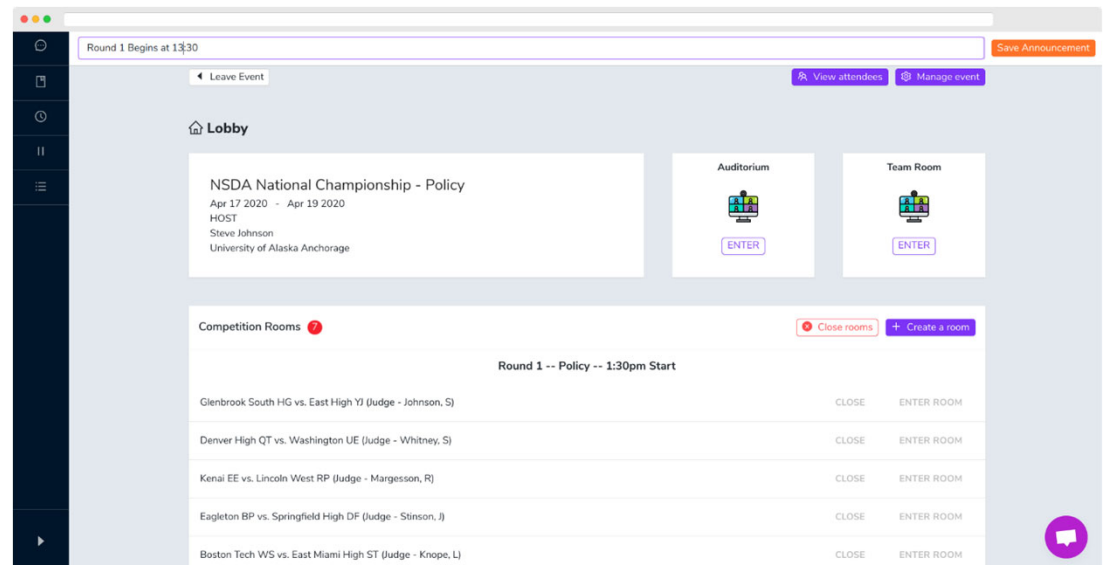 Round 1 Begins at 13:30
Save Announcement
Leave Event
View attendees
Manage event
Lobby
NSDA National Championship - Policy
Apr 17 2020 - Apr 19 2020
HOST
Steve Johnson
University of Alaska Anchorage
Auditorium
ENTER
Team Room
ENTER
Competition Rooms 7
Close rooms
+ Create a room
Round 1 -- Policy -- 1:30pm Start
Glenbrook South HG vs. East High YJ (Judge - Johnson, S) CLOSE ENTER ROOM
Denver High QT vs. Washington UE (Judge - Whitney, S) CLOSE ENTER ROOM
Kenai EE vs. Lincoln West RP (Judge - Margesson, R) CLOSE ENTER ROOM
Eagleton BP vs. Springfield High DF (Judge - Stinson, J) CLOSE ENTER ROOM
Boston Tech WS vs. East Miami High ST (Judge - Knope, L) CLOSE ENTER ROOM